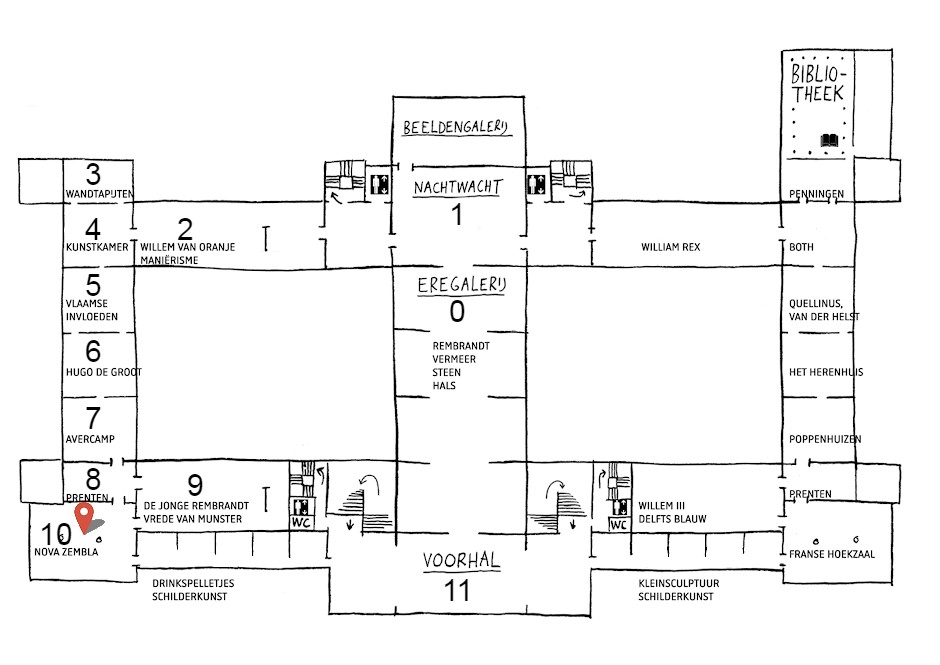 BIBLIO-
THEEK
BEELDENGALERIJ
3
WANDTAPIJTEN
NACHTWACHT
1
PENNINGEN
4
KUNSTKAMER
2
WILLEM VAN ORANJE
MANIËRISME
WILLIAM REX
BOTH
EREGALERIJ
0
5
VLAAMSE
INVLOEDEN
QUELLINUS,
VAN DER HELST
REMBRANDT
VERMEER
STEEN
HALS
6
HUGO DE GROOT
HET HERENHUIS
7
AVERCAMP
POPPENHUIZEN
8
PRENTEN
9
DE JONGE REMBRANDT
VREDE VAN MUNSTER
WC
WC
WILLEM III
DELFTS BLAUW
PRENTEN
10
NOVA ZEMBLA
VOORHAL
11
FRANSE HOEKZAAL
DRINKSPELLETJES
SCHILDERKUNST
KLEINSCULPTUUR
SCHILDERKUNST